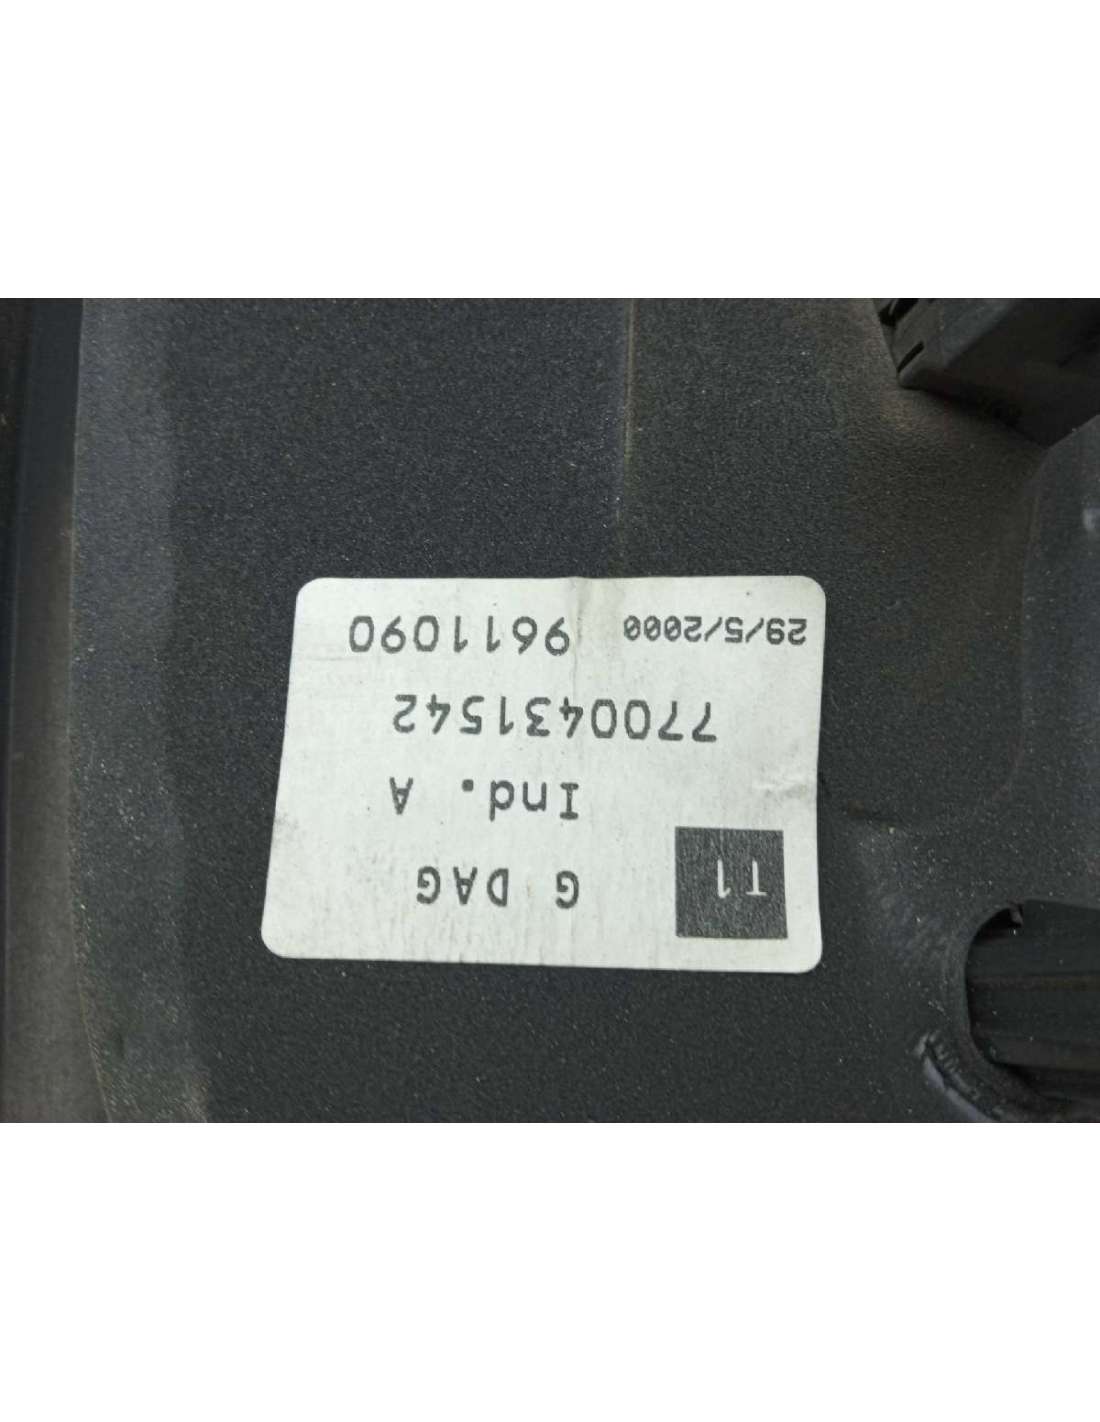 T1 G DAG
Ind. A
7700431542
29/5/2000 9611090